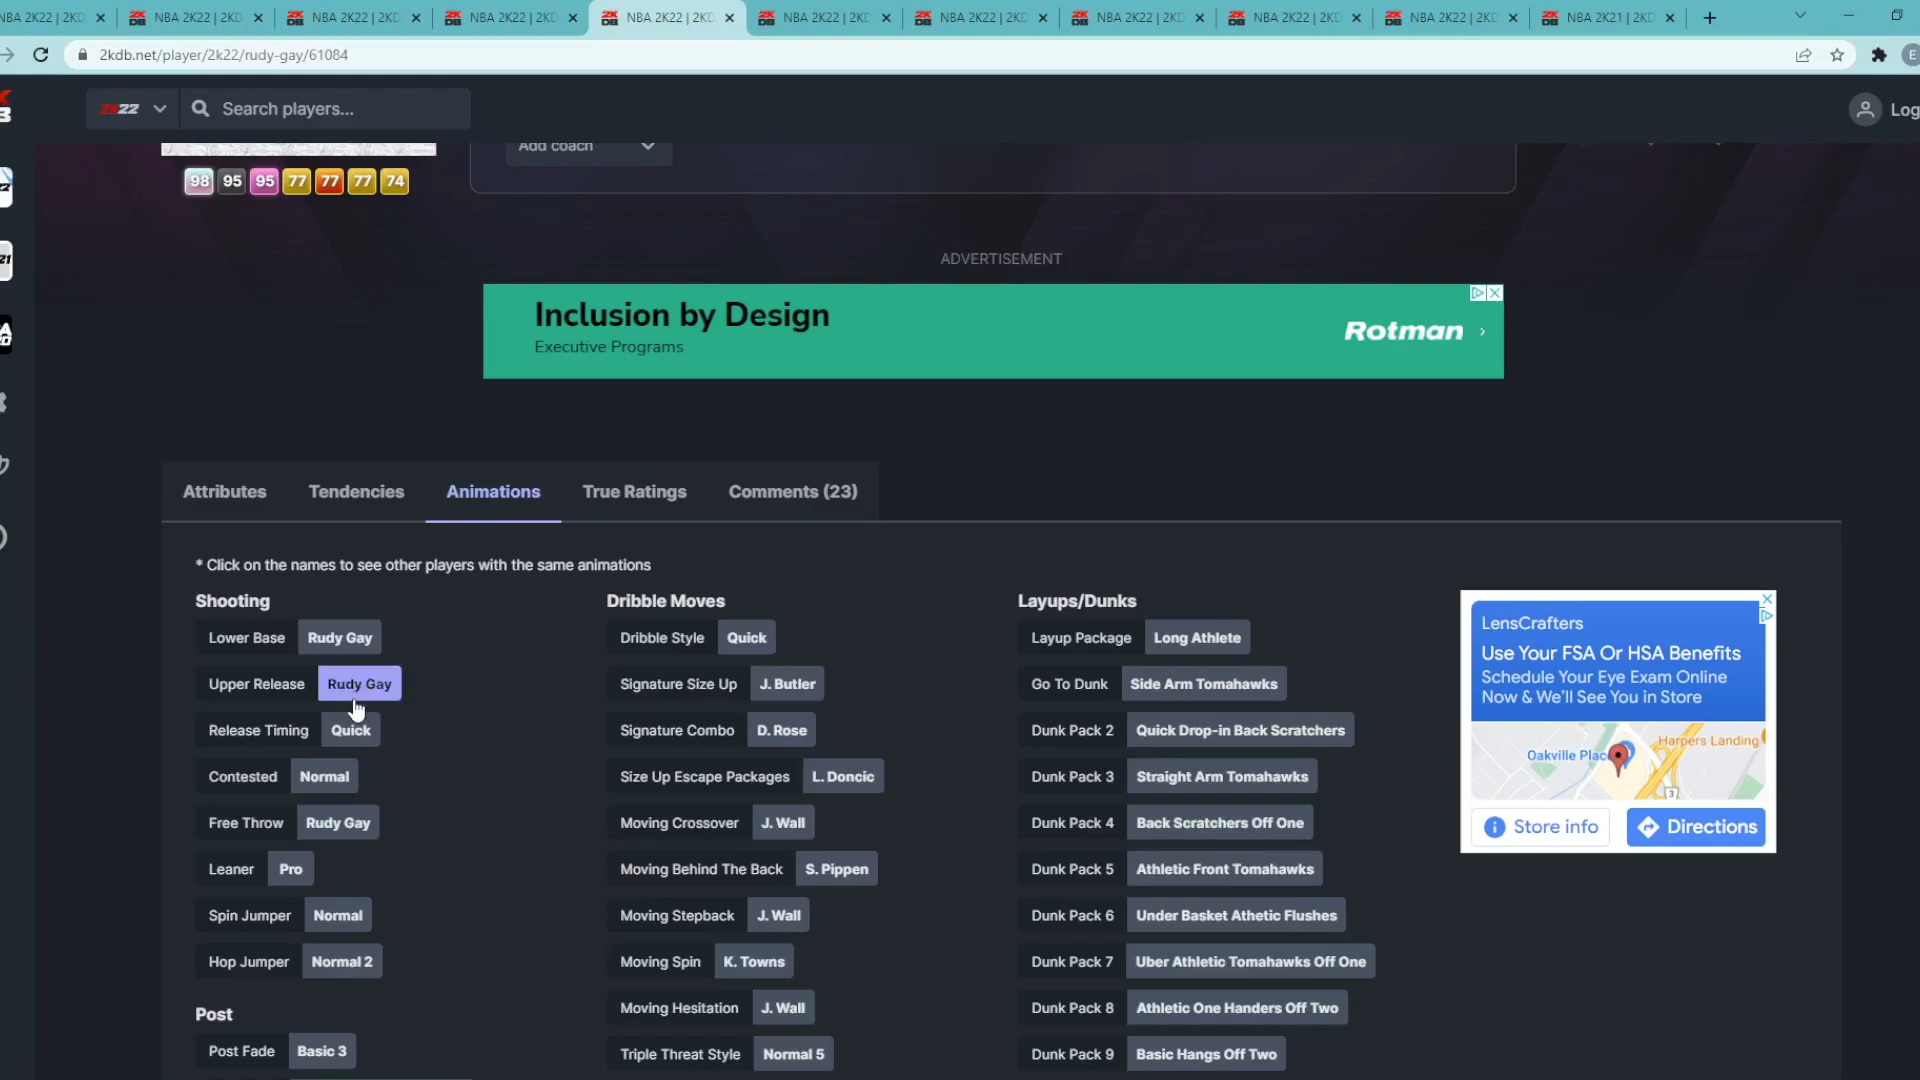 NBA 2K22 | 2KD NBA 2K22 | 2KD NBA 2K22 | 2KD NBA 2K22 | 2KD NBA 2K22 | 2KD NBA 2K22 | 2KD NBA 2K22 | 2KD NBA 2K22 | 2KD NBA 2K22 | 2KD NBA 2K22 | 2KD NBA 2K21 | 2KD
2kdb.net/player/2k22/rudy-gay/61084 E
2K22 Search players... Log
Add coach
98 95 95 77 77 77 74
ADVERTISEMENT
Inclusion by Design
Executive Programs
Rotman
Attributes Tendencies Animations True Ratings Comments (23)
* Click on the names to see other players with the same animations
Shooting
Lower Base Rudy Gay
Upper Release Rudy Gay
Release Timing Quick
Contested Normal
Free Throw Rudy Gay
Leaner Pro
Spin Jumper Normal
Hop Jumper Normal 2
Post
Post Fade Basic 3
Dribble Moves
Dribble Style Quick
Signature Size Up J. Butler
Signature Combo D. Rose
Size Up Escape Packages L. Doncic
Moving Crossover J. Wall
Moving Behind The Back S. Pippen
Moving Stepback J. Wall
Moving Spin K. Towns
Moving Hesitation J. Wall
Triple Threat Style Normal 5
Layups/Dunks
Layup Package Long Athlete
Go To Dunk Side Arm Tomahawks
Dunk Pack 2 Quick Drop-in Back Scratchers
Dunk Pack 3 Straight Arm Tomahawks
Dunk Pack 4 Back Scratchers Off One
Dunk Pack 5 Athletic Front Tomahawks
Dunk Pack 6 Under Basket Athetic Flushes
Dunk Pack 7 Uber Athletic Tomahawks Off One
Dunk Pack 8 Athletic One Handers Off Two
Dunk Pack 9 Basic Hangs Off Two
LensCrafters
Use Your FSA Or HSA Benefits
Schedule Your Eye Exam Online
Now & We'll See You in Store
Harpers Landing
Oakville Plac
3
Store info Directions